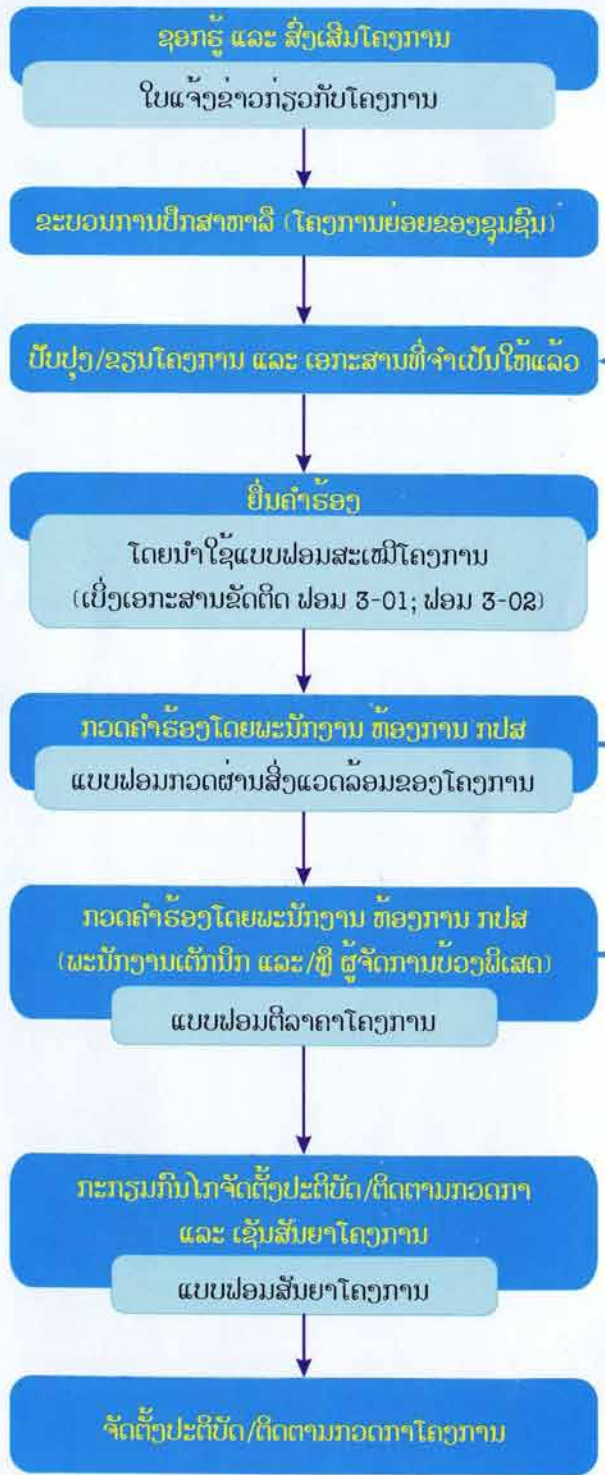 ຊອກຮູ້ ແລະ ສົ່ງເສີມໂຄງການ
ໃບແຈ້ງຂ່າວກ່ຽວກັບໂຄງການ
ຂະບວນການປຶກສາຫາລື (ໂຄງການຍ່ອຍຂອງຊຸມຊົນ)
ປັບປຸງ/ຂຽນໂຄງການ ແລະ ເອກະສານທີ່ຈຳເປັນໃຫ້ແລ້ວ
ຍື່ນຄຳຮ້ອງ
ໂດຍນຳໃຊ້ແບບຟອມສະເໜີໂຄງການ
(ເບິ່ງເອກະສານຂັດຕິດ ຟອມ 3-01; ຟອມ 3-02)
ກວດຄຳຮ້ອງໂດຍພະນັກງານ ຫ້ອງການ ກປສ
ແບບຟອມກວດຜ່ານສິ່ງແວດລ້ອມຂອງໂຄງການ
ກວດຄຳຮ້ອງໂດຍພະນັກງານ ຫ້ອງການ ກປສ
(ພະນັກງານເຕັກນິກ ແລະ/ຫຼື ຜູ້ຈັດການບ້ວງພິເສດ)
ແບບຟອມຕີລາຄາໂຄງການ
ກະກຽມກົນໄກຈັດຕັ້ງປະຕິບັດ/ຕິດຕາມກວດກາ
ແລະ ເຊັນສັນຍາໂຄງການ
ແບບຟອມສັນຍາໂຄງການ
ຈັດຕັ້ງປະຕິບັດ/ຕິດຕາມກວດກາໂຄງການ